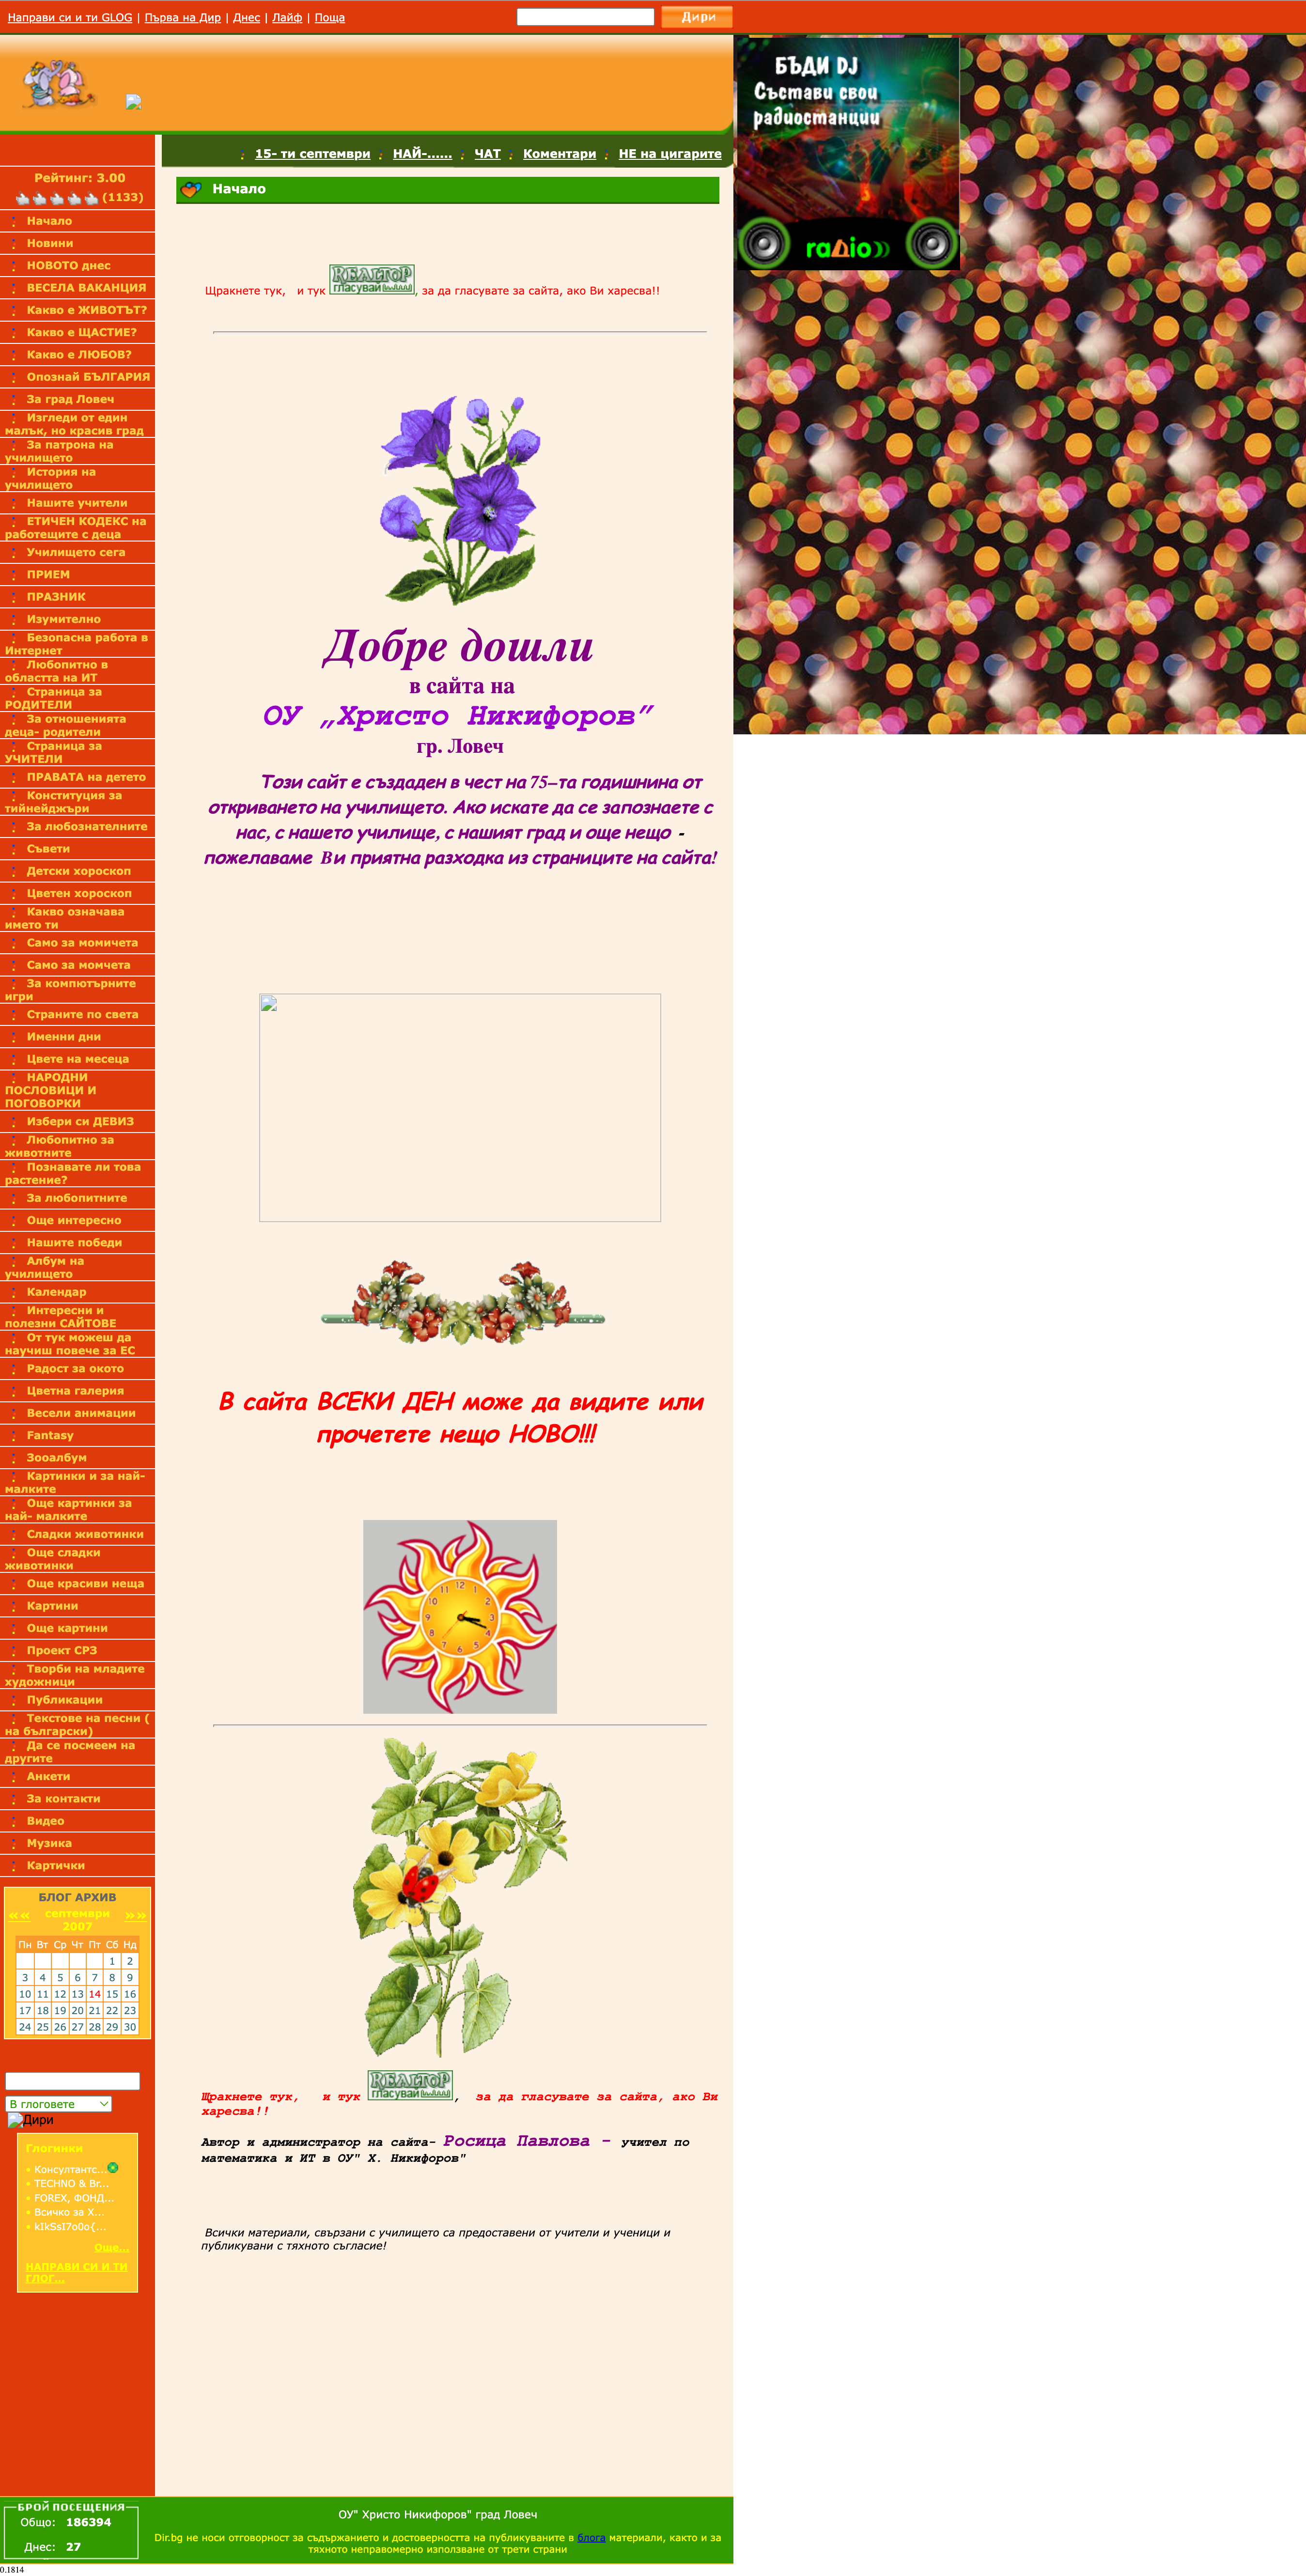 Направи си и ти GLOG | Първа на Дир | Днес | Лайф | Поща
Дири
БЪДИ DJ
Състави свои
радиостанции
radio
15- ти септември НАЙ-...... ЧАТ Коментари НЕ на цигарите
Рейтинг: 3.00
(1133)
Начало
Новини
НОВОТО днес
ВЕСЕЛА ВАКАНЦИЯ
Какво е ЖИВОТЪТ?
Какво е ЩАСТИЕ?
Какво е ЛЮБОВ?
Опознай БЪЛГАРИЯ
За град Ловеч
Изгледи от един
малък, но красив град
За патрона на
училището
История на
училището
Нашите учители
ЕТИЧЕН КОДЕКС на
работещите с деца
Училището сега
ПРИЕМ
ПРАЗНИК
Изумително
Безопасна работа в
Интернет
Любопитно в
областта на ИТ
Страница за
РОДИТЕЛИ
За отношенията
деца- родители
Страница за
УЧИТЕЛИ
ПРАВАТА на детето
Конституция за
тийнейджъри
За любознателните
Съвети
Детски хороскоп
Цветен хороскоп
Какво означава
името ти
Само за момичета
Само за момчета
За компютърните
игри
Страните по света
Именни дни
Цвете на месеца
НАРОДНИ
ПОСЛОВИЦИ И
ПОГОВОРКИ
Избери си ДЕВИЗ
Любопитно за
животните
Познавате ли това
растение?
За любопитните
Още интересно
Нашите победи
Албум на
училището
Календар
Интересни и
полезни САЙТОВЕ
От тук можеш да
научиш повече за ЕС
Радост за окото
Цветна галерия
Весели анимации
Fantasy
Зооалбум
Картинки и за най-
малките
Още картинки за
най- малките
Сладки животинки
Още сладки
животинки
Още красиви неща
Картини
Още картини
Проект СРЗ
Творби на младите
художници
Публикации
Текстове на песни (
на български)
Да се посмеем на
другите
Анкети
За контакти
Видео
Музика
Картички
БЛОГ АРХИВ
«« септември »»
2007
Пн Вт Ср Чт Пт Сб Нд
1 2
3 4 5 6 7 8 9
10 11 12 13 14 15 16
17 18 19 20 21 22 23
24 25 26 27 28 29 30
В глоговете
Дири
Глогинки
Консултантс...
TECHNO & Br...
FOREX, ФОНД...
Всичко за Х...
kIkSsI7o0o{...
Още...
НАПРАВИ СИ И ТИ
ГЛОГ...
Начало
Щракнете тук, и тук REALTOP гласувай, за да гласувате за сайта, ако Ви харесва!!
Добре дошли
в сайта на
ОУ „Христо Никифоров”
гр. Ловеч
Този сайт е създаден в чест на 75–та годишнина от
откриването на училището. Ако искате да се запознаете с
нас, с нашето училище, с нашият град и още нещо -
пожелаваме Ви приятна разходка из страниците на сайта!
В сайта ВСЕКИ ДЕН може да видите или
прочетете нещо НОВО!!!
12 1 2 3 4 5 6 7 8 9 10 11
Щракнете тук, и тук REALTOP гласувай, за да гласувате за сайта, ако Ви
харесва!!
Автор и администратор на сайта- Росица Павлова - учител по
математика и ИТ в ОУ" Х. Никифоров"
Всички материали, свързани с училището са предоставени от учители и ученици и
публикувани с тяхното съгласие!
БРОЙ ПОСЕЩЕНИЯ
Общо: 186394
Днес: 27
ОУ" Христо Никифоров" град Ловеч
Dir.bg не носи отговорност за съдържанието и достоверността на публикуваните в блога материали, както и за
тяхното неправомерно използване от трети страни
0.1814